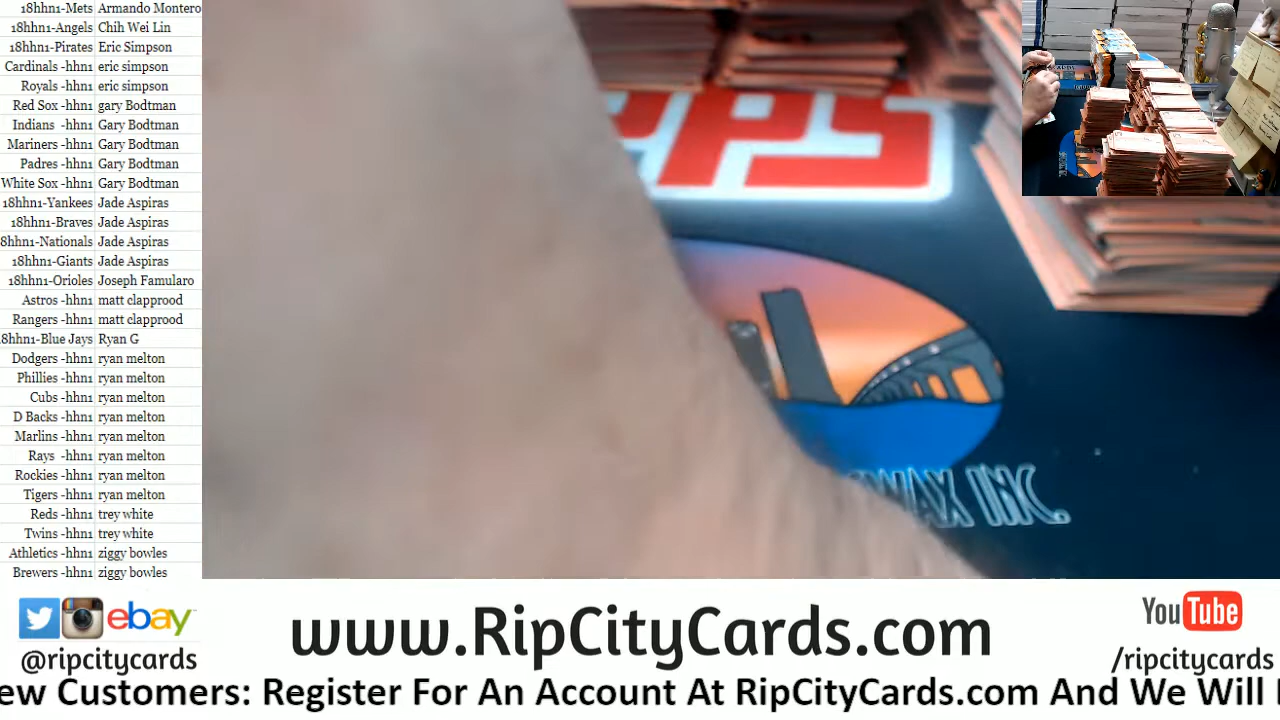 18hhn1-Mets Armando Montero
18hhn1-Angels Chih Wei Lin
18hhn1-Pirates Eric Simpson
Cardinals -hhn1 eric simpson
Royals -hhn1 eric simpson
Red Sox -hhn1 gary Bodtman
Indians -hhn1 Gary Bodtman
Mariners -hhn1 Gary Bodtman
Padres -hhn1 Gary Bodtman
White Sox -hhn1 Gary Bodtman
18hhn1-Yankees Jade Aspiras
18hhn1-Braves Jade Aspiras
8hhn1-Nationals Jade Aspiras
18hhn1-Giants Jade Aspiras
18hhn1-Orioles Joseph Famularo
Astros -hhn1 matt clapprood
Rangers -hhn1 matt clapprood
8hhn1-Blue Jays Ryan G
Dodgers -hhn1 ryan melton
Phillies -hhn1 ryan melton
Cubs -hhn1 ryan melton
D Backs -hhn1 ryan melton
Marlins -hhn1 ryan melton
Rays -hhn1 ryan melton
Rockies -hhn1 ryan melton
Tigers -hhn1 ryan melton
Reds -hhn1 trey white
Twins -hhn1 trey white
Athletics -hhn1 ziggy bowles
Brewers -hhn1 ziggy bowles
PPS
WAX INC.
ebay
@ripcitycards
www.RipCityCards.com
YouTube
/ripcitycards
ew Customers: Register For An Account At RipCityCards.com And We Will